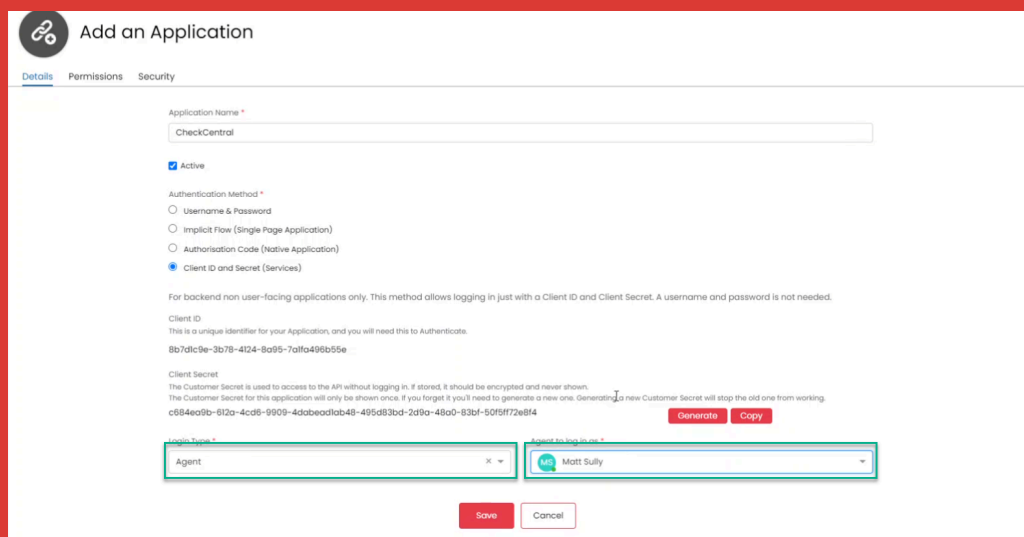 Add an Application
Details Permissions Security
Application Name *
CheckCentral
Active
Authentication Method *
Username & Password
Implicit Flow (Single Page Application)
Authorisation Code (Native Application)
Client ID and Secret (Services)
For backend non user-facing applications only. This method allows logging in just with a Client ID and Client Secret. A username and password is not needed.
Client ID
This is a unique identifier for your Application, and you will need this to Authenticate.
8b7d1c9e-3b78-4124-8a95-7a1fa496b55e
Client Secret
The Customer Secret is used to access to the API without logging in. If stored, it should be encrypted and never shown.
The Customer Secret for this application will only be shown once. If you forget it you'll need to generate a new one. Generating a new Customer Secret will stop the old one from working.
c684ea9b-612a-4cd6-9909-4dabead1ab48-495d83bd-2d9a-48a0-83bf-50f5ff72e8f4
Generate Copy
Login Type * Agent to log in as *
Agent MS Matt Sully
Save Cancel